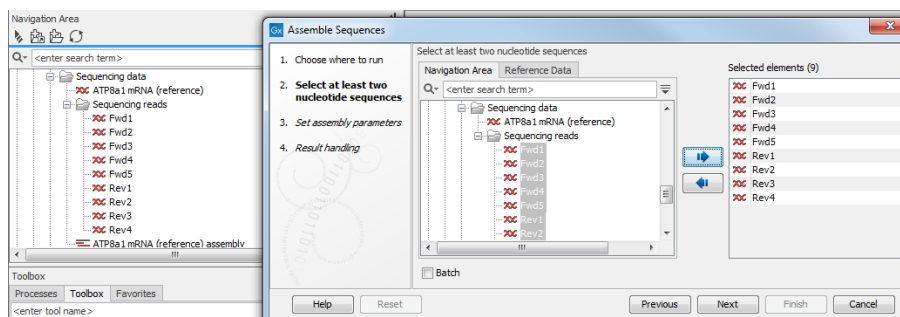 Navigation Area
<enter search term>
Sequencing data
ATP8a1 mRNA (reference)
Sequencing reads
Fwd1
Fwd2
Fwd3
Fwd4
Fwd5
Rev1
Rev2
Rev3
Rev4
ATP8a1 mRNA (reference) assembly
Toolbox
Processes Toolbox Favorites
<enter tool name>
Gx Assemble Sequences
1. Choose where to run
2. Select at least two
nucleotide sequences
3. Set assembly parameters
4. Result handling
Select at least two nucleotide sequences
Navigation Area Reference Data
<enter search term>
Sequencing data
ATP8a1 mRNA (reference)
Sequencing reads
Fwd1
Fwd2
Fwd3
Fwd4
Fwd5
Rev1
Rev2
Batch
Selected elements (9)
Fwd1
Fwd2
Fwd3
Fwd4
Fwd5
Rev1
Rev2
Rev3
Rev4
Help Reset Previous Next Finish Cancel